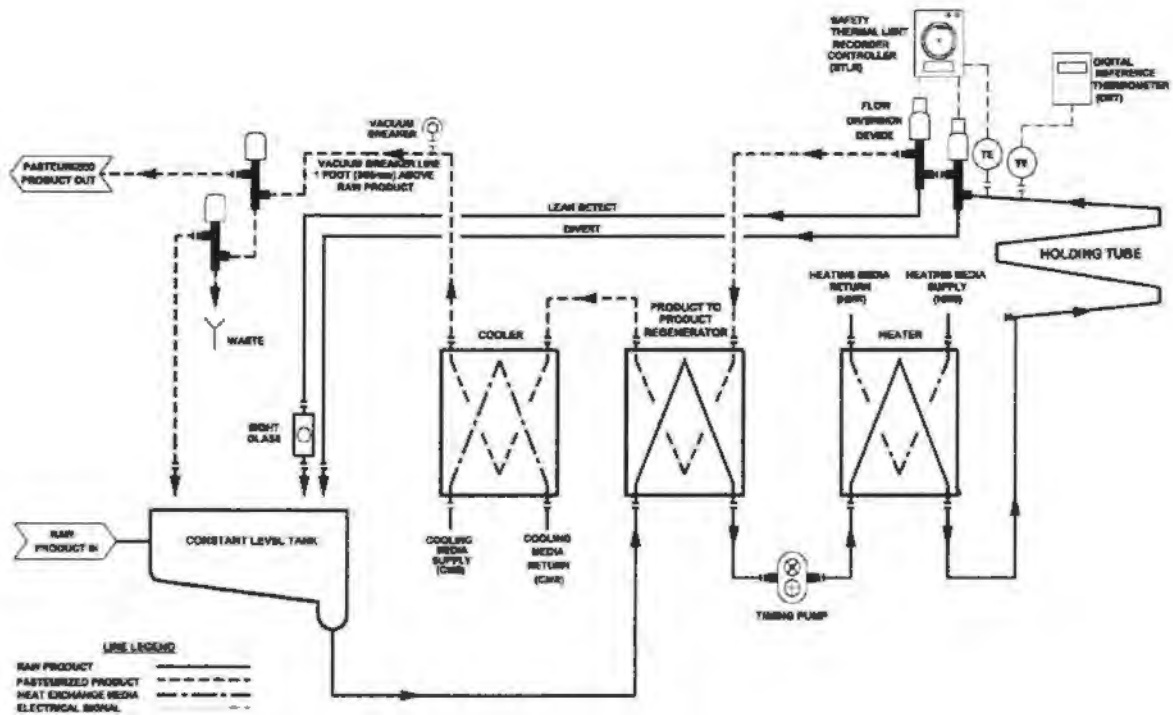 SAFETY
THERMAL LIMIT
RECORDER
CONTROLLER
(STLR)
DIGITAL
REFERENCE
THERMOMETER
(DRT)
FLOW
DIVERSION
DEVICE
TE
TE
VACUUM
BREAKER
PASTEURIZED
PRODUCT OUT
VACUUM BREAKER LINE
1 FOOT (305mm) ABOVE
RAW PRODUCT
LEAK DETECT
DIVERT
HOLDING TUBE
HEATING MEDIA
RETURN
HEATING MEDIA
SUPPLY
WASTE
PRODUCT TO
PRODUCT
REGENERATOR
COOLER
HEATER
SIGHT
GLASS
RAW
PRODUCT IN
CONSTANT LEVEL TANK
COOLING
MEDIA
SUPPLY
(CMS)
COOLING
MEDIA
RETURN
(CMR)
TIMING PUMP
LINE LEGEND
RAW PRODUCT
PASTEURIZED PRODUCT
HEAT EXCHANGE MEDIA
ELECTRICAL SIGNAL